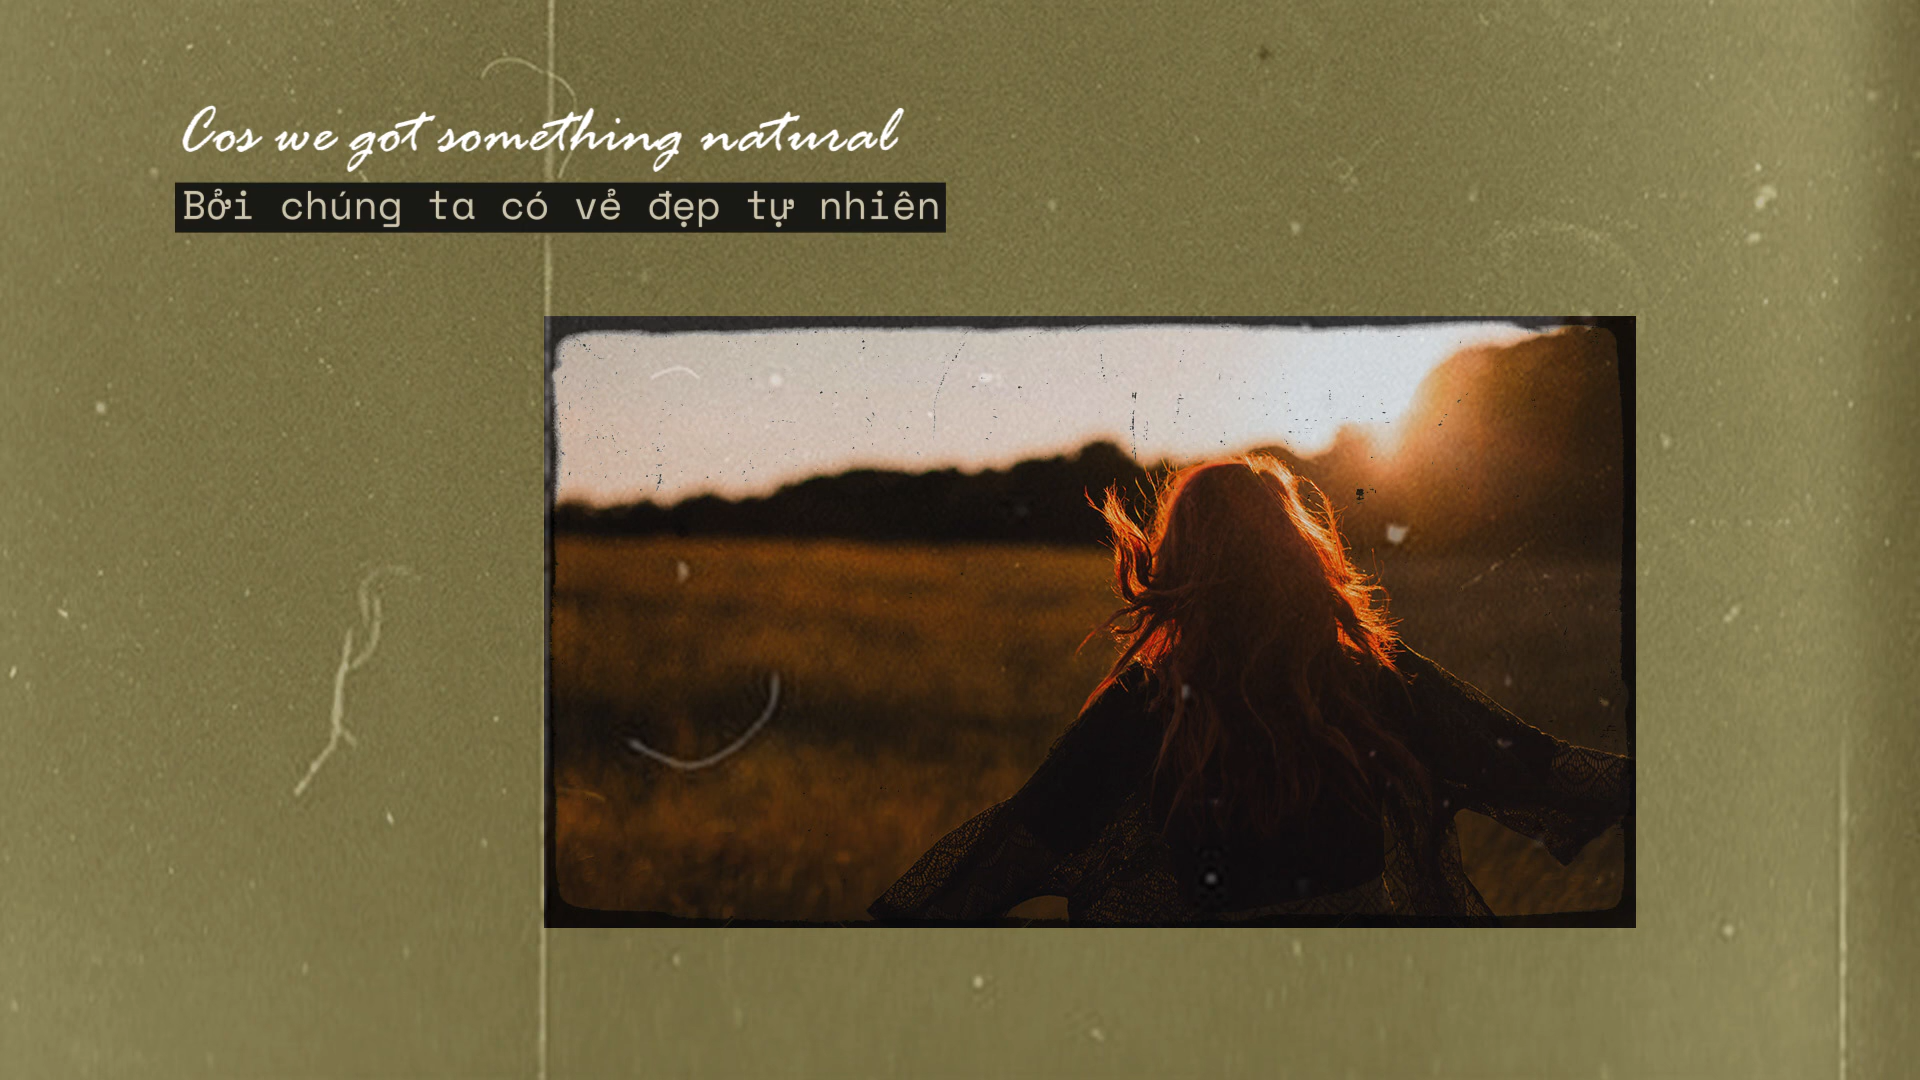 Cos we got something natural
Bởi chúng ta có vẻ đẹp tự nhiên